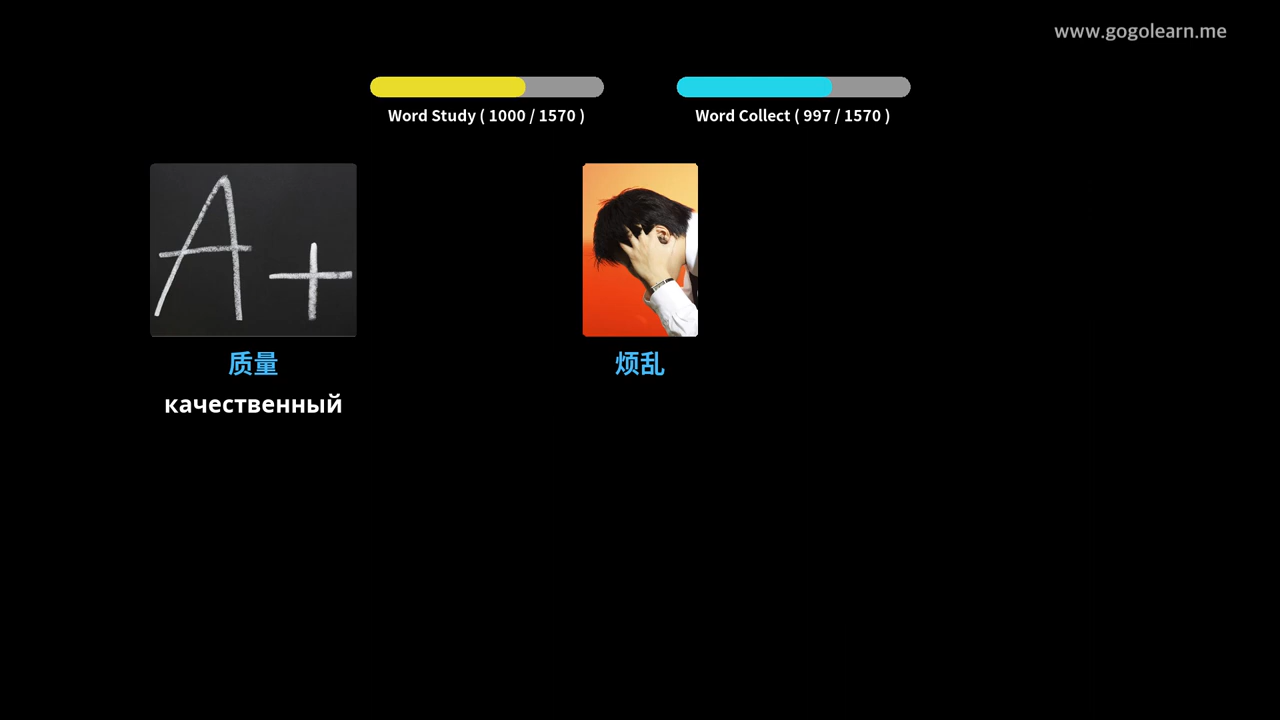 www.gogolearn.me
Word Study ( 1000 / 1570 )
Word Collect ( 997 / 1570 )
A+
质量
烦乱
качественный